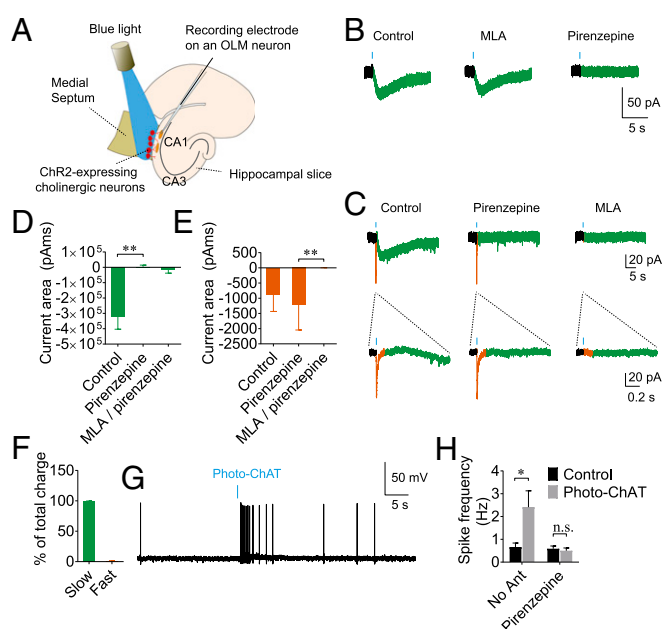 A
Blue light
Recording electrode
on an OLM neuron
Medial
Septum
CA1
ChR2-expressing
cholinergic neurons
CA3
Hippocampal slice
B
Control
MLA
Pirenzepine
50 pA
5 s
C
Control
Pirenzepine
MLA
20 pA
5 s
20 pA
0.2 s
D
Current area (pAms)
1× 10⁵
0
-1× 10⁵
-2× 10⁵
-3× 10⁵
-4× 10⁵
-5× 10⁵
**
Control
Pirenzepine
MLA / pirenzepine
E
Current area (pAms)
500
0
-500
-1000
-1500
-2000
-2500
**
Control
Pirenzepine
MLA / pirenzepine
F
% of total charge
150
100
50
0
Slow
Fast
G
Photo-ChAT
50 mV
5 s
H
Spike frequency
(Hz)
4
3
2
1
0
*
n.s.
Control
Photo-ChAT
No Ant
Pirenzepine